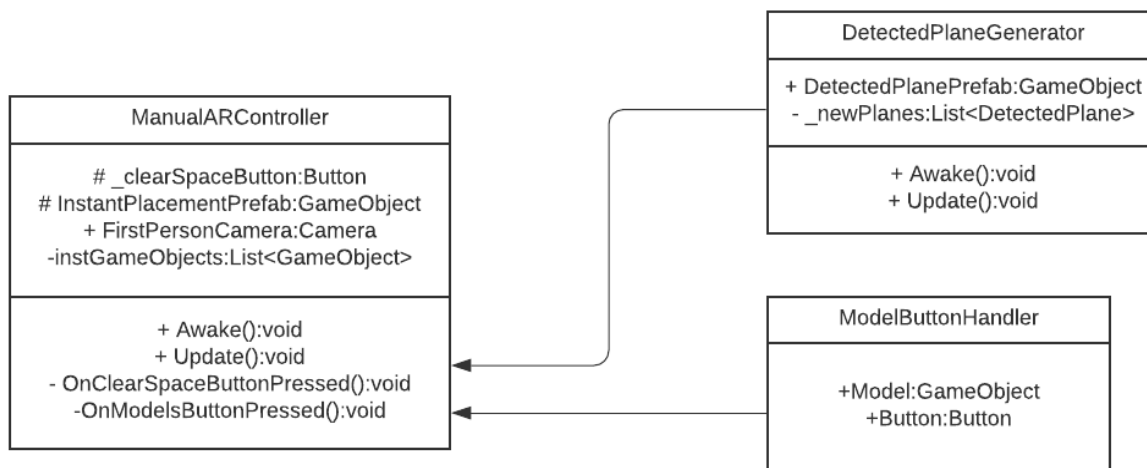 ManualARController
# _clearSpaceButton:Button
# InstantPlacementPrefab:GameObject
+ FirstPersonCamera:Camera
-instGameObjects:List<GameObject>
+ Awake():void
+ Update():void
- OnClearSpaceButtonPressed():void
-OnModelsButtonPressed():void
DetectedPlaneGenerator
+ DetectedPlanePrefab:GameObject
- _newPlanes:List<DetectedPlane>
+ Awake():void
+ Update():void
ModelButtonHandler
+Model:GameObject
+Button:Button